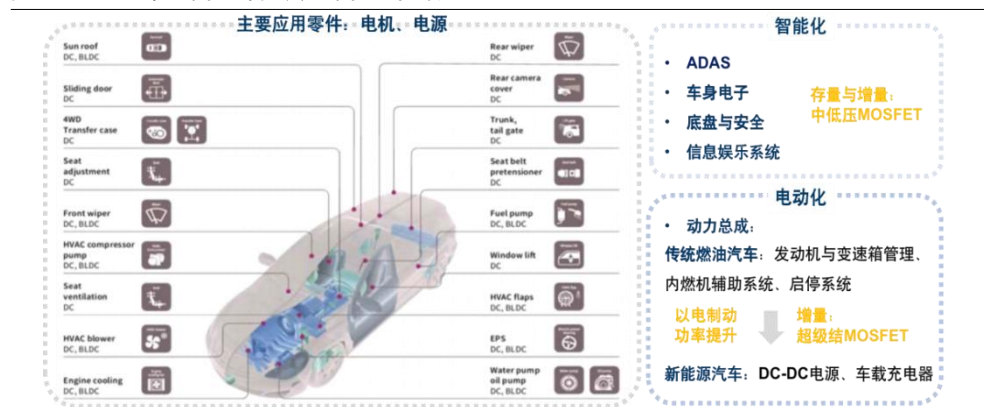 主要应用零件：电机、电源
Sun roof
DC, BLDC
Sliding door
DC
4WD
Transfer case
DC
Seat
adjustment
DC
Front wiper
DC, BLDC
HVAC compressor
pump
DC, BLDC
Seat
ventilation
DC
HVAC blower
DC, BLDC
Engine cooling
DC, BLDC
Rear wiper
DC
Rear camera
cover
DC
Trunk,
tail gate
DC
Seat belt
pretensioner
DC
Fuel pump
DC, BLDC
Window lift
DC
HVAC flaps
DC, BLDC
EPS
DC, BLDC
Water pump
oil pump
DC, BLDC
智能化
• ADAS
• 车身电子
• 底盘与安全
• 信息娱乐系统
存量与增量：
中低压MOSFET
电动化
• 动力总成：
传统燃油汽车：发动机与变速箱管理、
内燃机辅助系统、启停系统
以电制动
功率提升
增量：
超级结MOSFET
新能源汽车：DC-DC电源、车载充电器